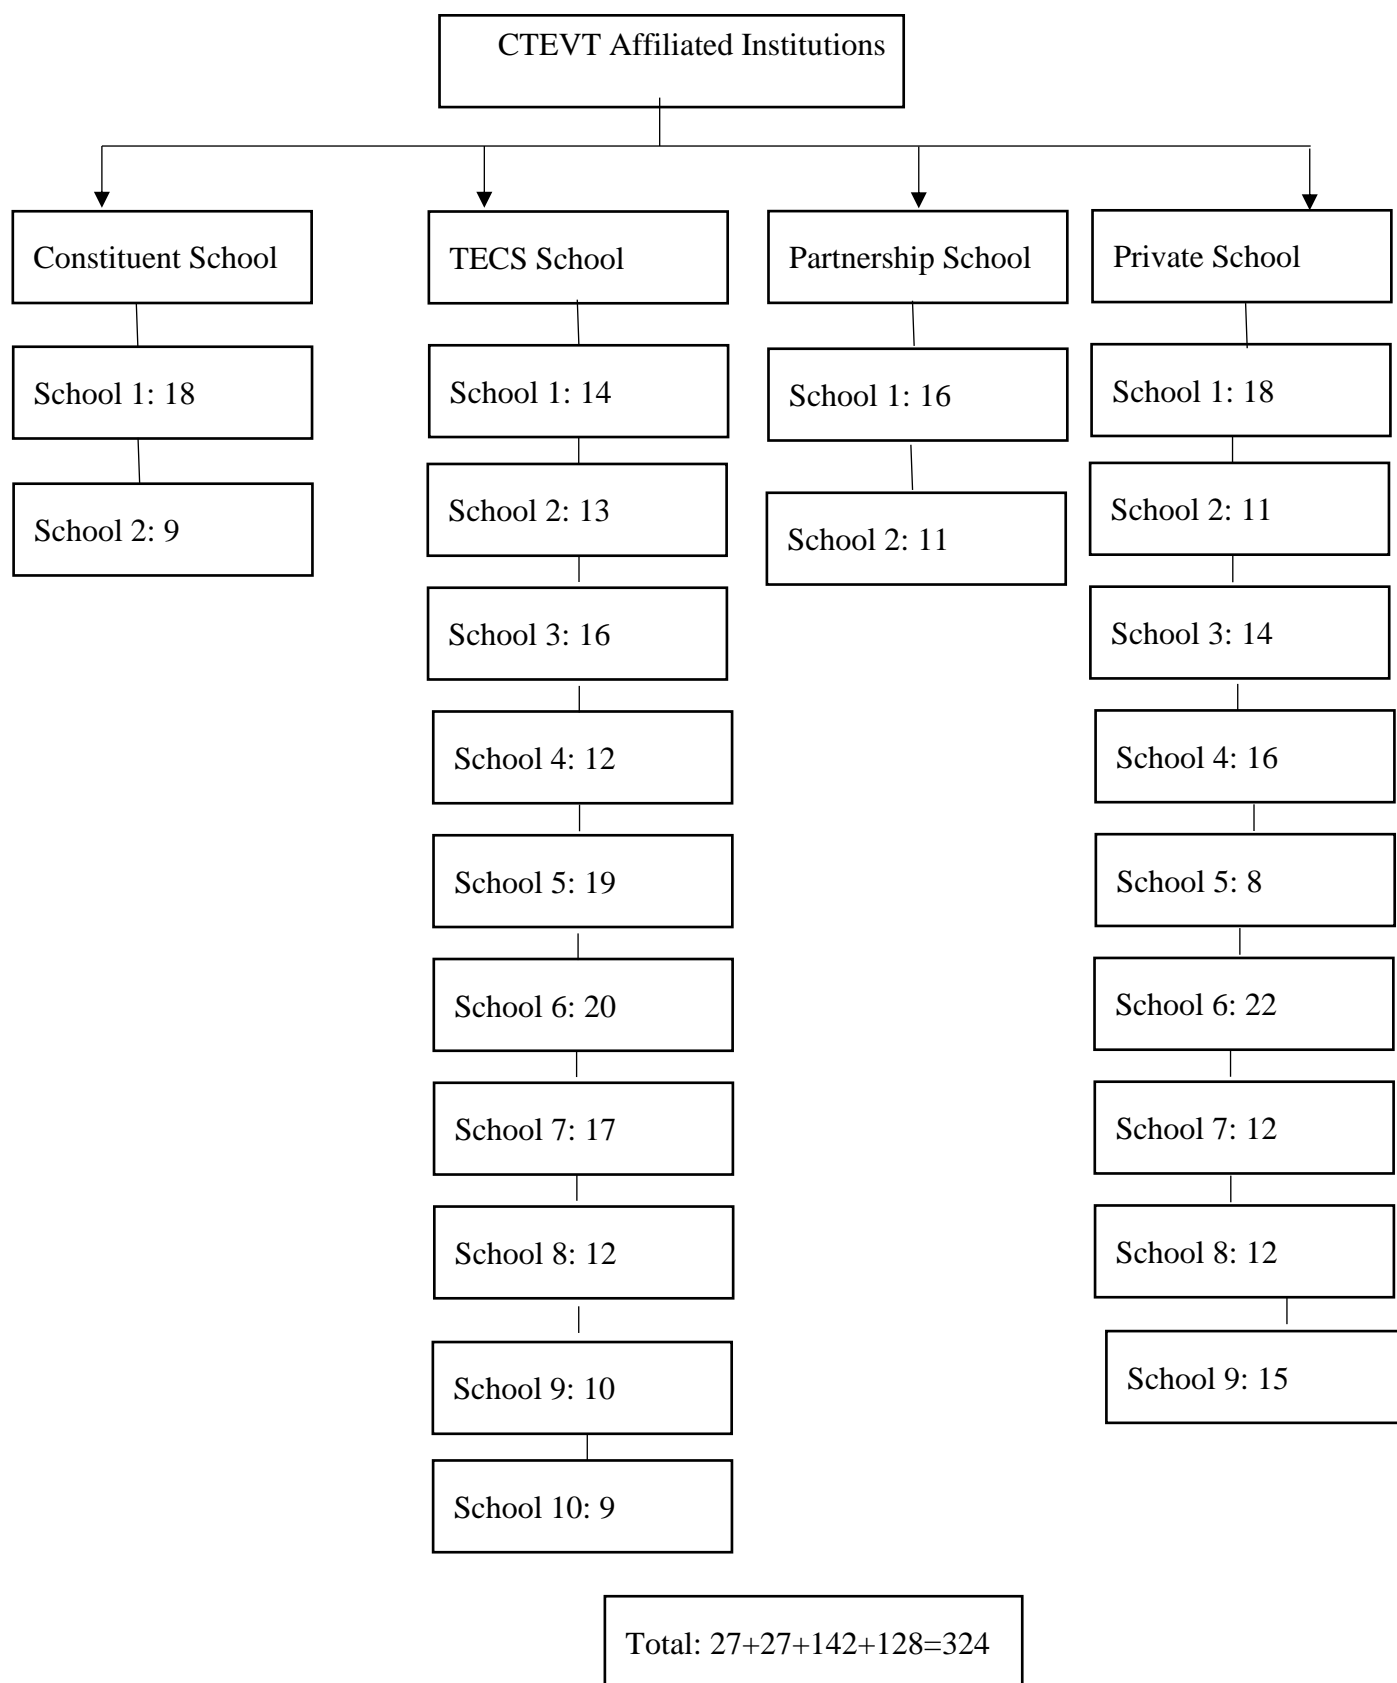 CTEVT Affiliated Institutions
Constituent School
TECS School
Partnership School
Private School
School 1: 18
School 2: 9
School 1: 14
School 2: 13
School 3: 16
School 4: 12
School 5: 19
School 6: 20
School 7: 17
School 8: 12
School 9: 10
School 10: 9
School 1: 16
School 2: 11
School 1: 18
School 2: 11
School 3: 14
School 4: 16
School 5: 8
School 6: 22
School 7: 12
School 8: 12
School 9: 15
Total: 27+27+142+128=324